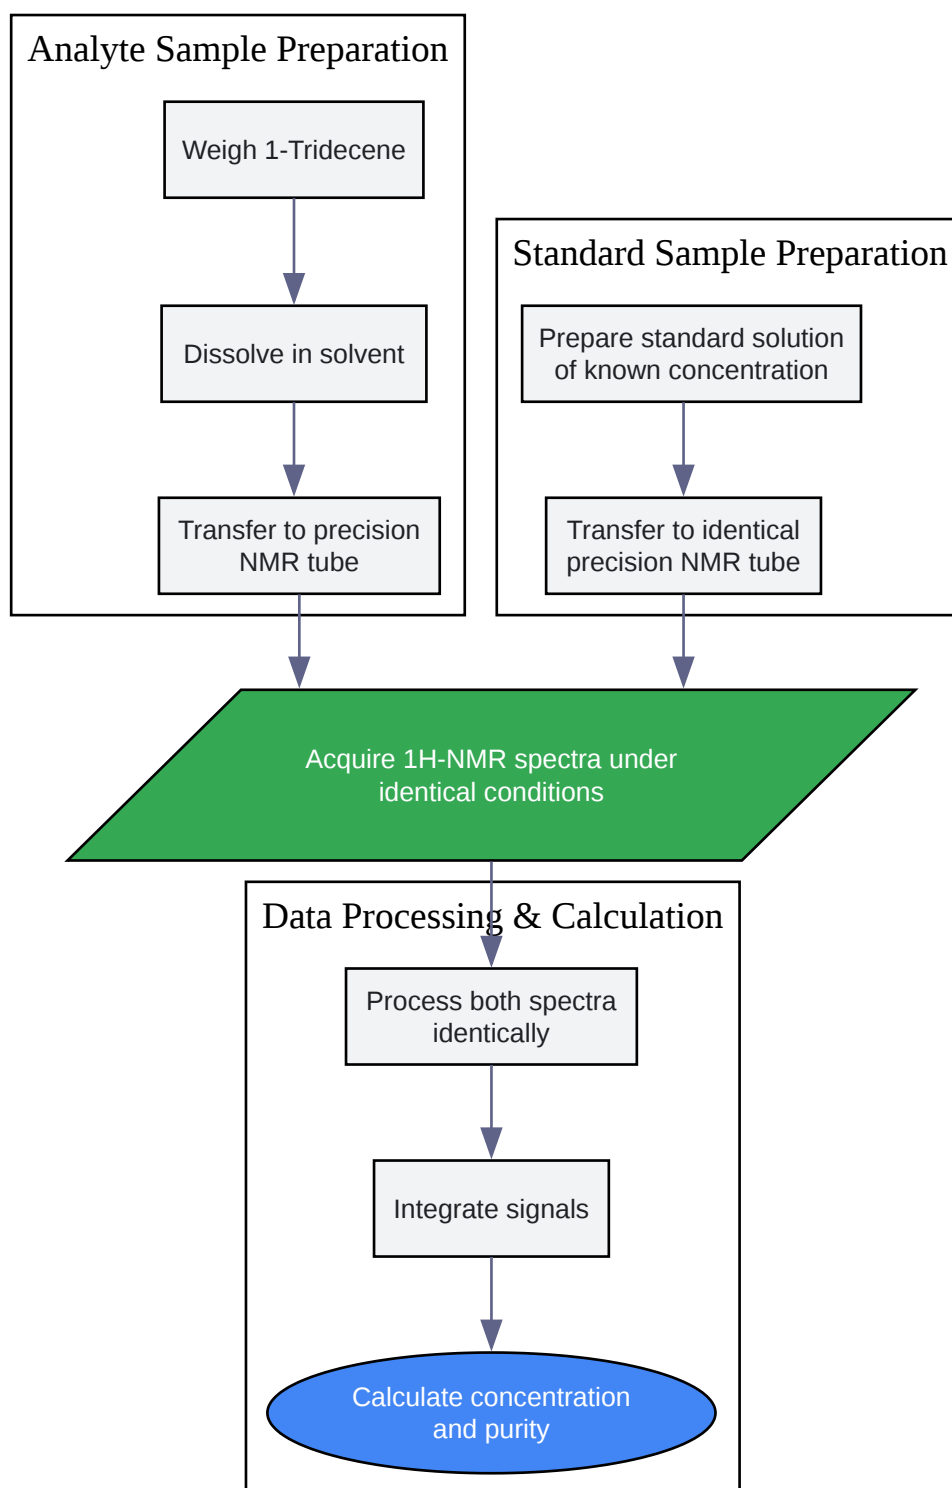 Analyte Sample Preparation
Weigh 1-Tridecene
Dissolve in solvent
Transfer to precision
NMR tube
Standard Sample Preparation
Prepare standard solution
of known concentration
Transfer to identical
precision NMR tube
Acquire 1H-NMR spectra under
identical conditions
Data Processing & Calculation
Process both spectra
identically
Integrate signals
Calculate concentration
and purity